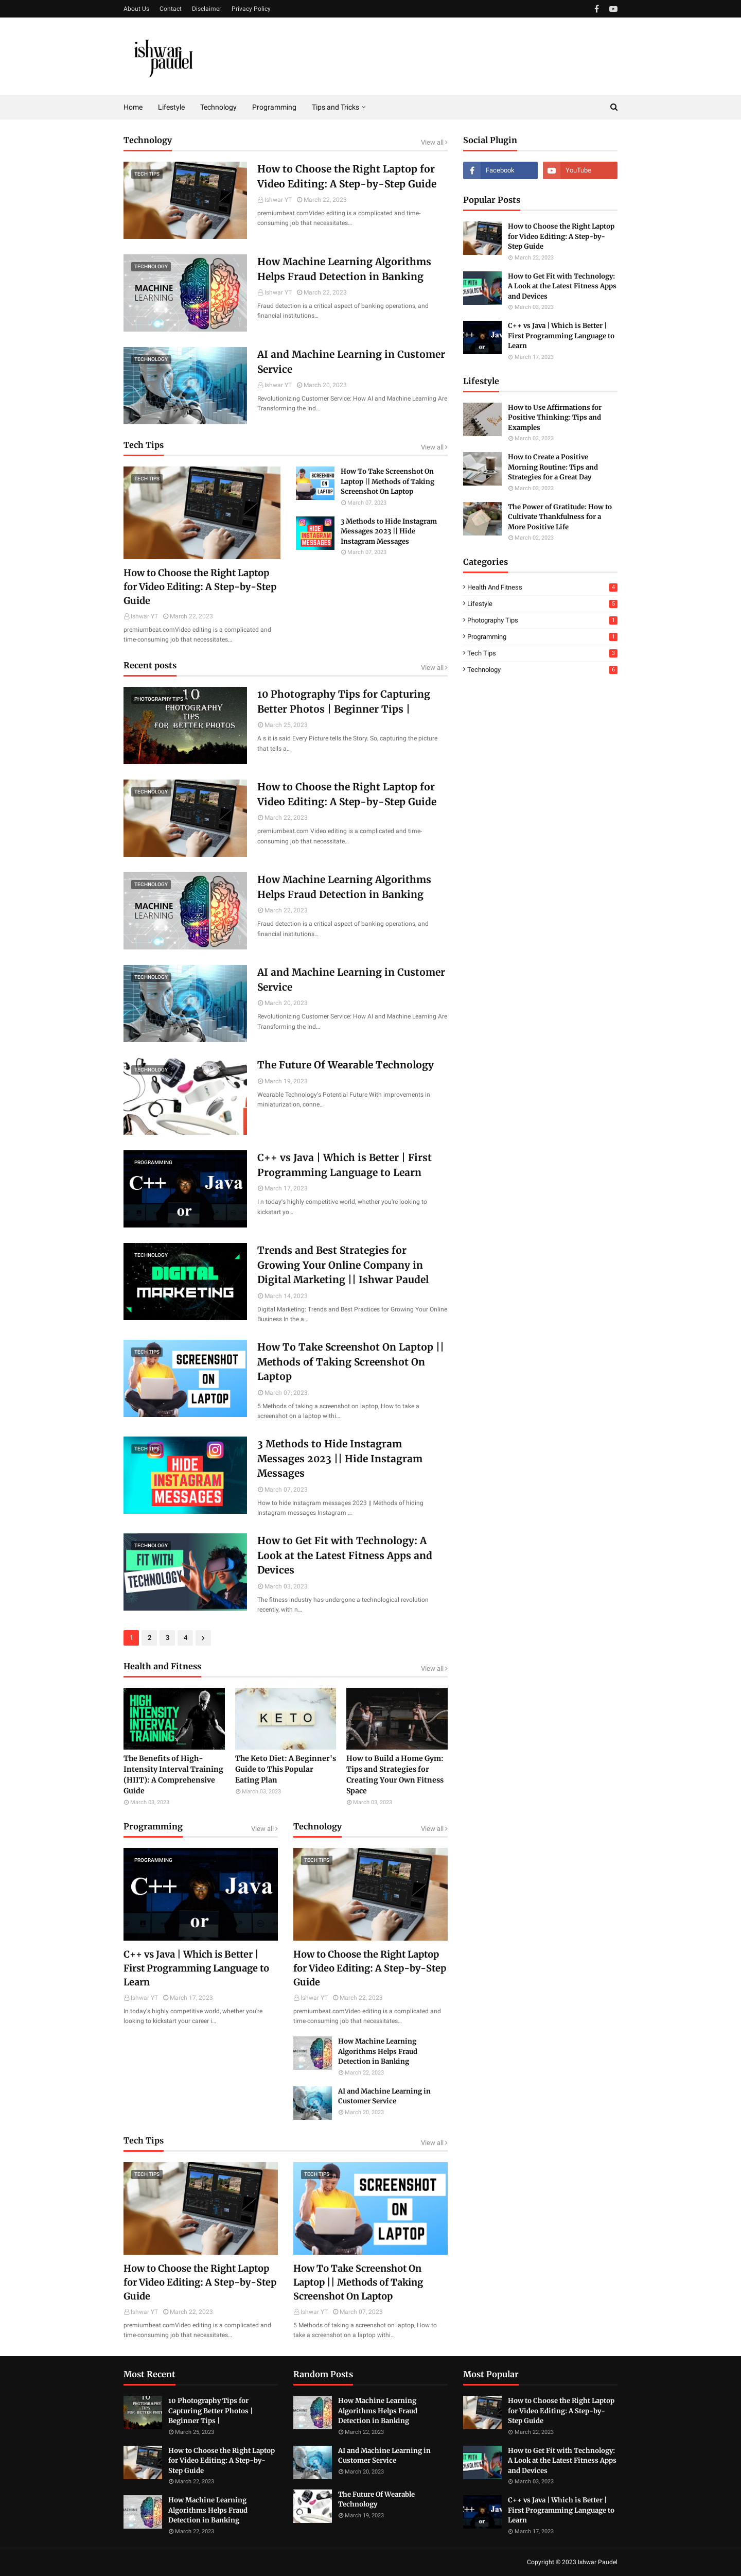 About Us Contact Disclaimer Privacy Policy
ishwar
paudel
Home Lifestyle Technology Programming Tips and Tricks
Technology
View all
TECH TIPS
How to Choose the Right Laptop for
Video Editing: A Step-by-Step Guide
Ishwar YT March 22, 2023
premiumbeat.comVideo editing is a complicated and time-
consuming job that necessitates…
TECHNOLOGY
MACHINE
LEARNING
How Machine Learning Algorithms
Helps Fraud Detection in Banking
Ishwar YT March 22, 2023
Fraud detection is a critical aspect of banking operations, and
financial institutions…
TECHNOLOGY
AI and Machine Learning in Customer
Service
Ishwar YT March 20, 2023
Revolutionizing Customer Service: How AI and Machine Learning Are
Transforming the Ind…
Tech Tips
View all
TECH TIPS
How to Choose the Right Laptop
for Video Editing: A Step-by-Step
Guide
Ishwar YT March 22, 2023
premiumbeat.comVideo editing is a complicated and
time-consuming job that necessitates…
SCREENSHOT
ON
LAPTOP
How To Take Screenshot On
Laptop || Methods of Taking
Screenshot On Laptop
March 07, 2023
HIDE
INSTAGRAM
MESSAGES
3 Methods to Hide Instagram
Messages 2023 || Hide
Instagram Messages
March 07, 2023
Recent posts
View all
PHOTOGRAPHY TIPS
10
PHOTOGRAPHY
TIPS
FOR BETTER PHOTOS
10 Photography Tips for Capturing
Better Photos | Beginner Tips |
March 25, 2023
A s it is said Every Picture tells the Story. So, capturing the picture
that tells a…
TECHNOLOGY
How to Choose the Right Laptop for
Video Editing: A Step-by-Step Guide
March 22, 2023
premiumbeat.com Video editing is a complicated and time-
consuming job that necessitate…
TECHNOLOGY
MACHINE
LEARNING
How Machine Learning Algorithms
Helps Fraud Detection in Banking
March 22, 2023
Fraud detection is a critical aspect of banking operations, and
financial institutions…
TECHNOLOGY
AI and Machine Learning in Customer
Service
March 20, 2023
Revolutionizing Customer Service: How AI and Machine Learning Are
Transforming the Ind…
TECHNOLOGY
The Future Of Wearable Technology
March 19, 2023
Wearable Technology's Potential Future With improvements in
miniaturization, conne…
PROGRAMMING
C++ Java
or
C++ vs Java | Which is Better | First
Programming Language to Learn
March 17, 2023
I n today's highly competitive world, whether you're looking to
kickstart yo…
TECHNOLOGY
DIGITAL
MARKETING
Trends and Best Strategies for
Growing Your Online Company in
Digital Marketing || Ishwar Paudel
March 14, 2023
Digital Marketing: Trends and Best Practices for Growing Your Online
Business In the a…
TECH TIPS
SCREENSHOT
ON
LAPTOP
How To Take Screenshot On Laptop ||
Methods of Taking Screenshot On
Laptop
March 07, 2023
5 Methods of taking a screenshot on laptop, How to take a
screenshot on a laptop withi…
TECH TIPS
HIDE
INSTAGRAM
MESSAGES
3 Methods to Hide Instagram
Messages 2023 || Hide Instagram
Messages
March 07, 2023
How to hide Instagram messages 2023 || Methods of hiding
Instagram messages Instagram …
TECHNOLOGY
FIT WITH
TECHNOLOGY
How to Get Fit with Technology: A
Look at the Latest Fitness Apps and
Devices
March 03, 2023
The fitness industry has undergone a technological revolution
recently, with n…
1 2 3 4
Health and Fitness
View all
HIGH
INTENSITY
INTERVAL
TRAINING
The Benefits of High-
Intensity Interval Training
(HIIT): A Comprehensive
Guide
March 03, 2023
KETO
The Keto Diet: A Beginner's
Guide to This Popular
Eating Plan
March 03, 2023
How to Build a Home Gym:
Tips and Strategies for
Creating Your Own Fitness
Space
March 03, 2023
Programming
View all
PROGRAMMING
C++ Java
or
C++ vs Java | Which is Better |
First Programming Language to
Learn
Ishwar YT March 17, 2023
In today's highly competitive world, whether you're
looking to kickstart your career i…
Technology
View all
TECH TIPS
How to Choose the Right Laptop
for Video Editing: A Step-by-Step
Guide
Ishwar YT March 22, 2023
premiumbeat.comVideo editing is a complicated and
time-consuming job that necessitates…
How Machine Learning
Algorithms Helps Fraud
Detection in Banking
March 22, 2023
AI and Machine Learning in
Customer Service
March 20, 2023
Tech Tips
View all
TECH TIPS
How to Choose the Right Laptop
for Video Editing: A Step-by-Step
Guide
Ishwar YT March 22, 2023
premiumbeat.comVideo editing is a complicated and
time-consuming job that necessitates…
TECH TIPS
SCREENSHOT
ON
LAPTOP
How To Take Screenshot On
Laptop || Methods of Taking
Screenshot On Laptop
Ishwar YT March 07, 2023
5 Methods of taking a screenshot on laptop, How to
take a screenshot on a laptop withi…
Social Plugin
Facebook YouTube
Popular Posts
How to Choose the Right Laptop
for Video Editing: A Step-by-
Step Guide
March 22, 2023
How to Get Fit with Technology:
A Look at the Latest Fitness Apps
and Devices
March 03, 2023
C++ vs Java | Which is Better |
First Programming Language to
Learn
March 17, 2023
Lifestyle
How to Use Affirmations for
Positive Thinking: Tips and
Examples
March 03, 2023
How to Create a Positive
Morning Routine: Tips and
Strategies for a Great Day
March 03, 2023
The Power of Gratitude: How to
Cultivate Thankfulness for a
More Positive Life
March 02, 2023
Categories
Health And Fitness 4
Lifestyle 5
Photography Tips 1
Programming 1
Tech Tips 3
Technology 6
Most Recent
10 Photography Tips for
Capturing Better Photos |
Beginner Tips |
March 25, 2023
How to Choose the Right Laptop
for Video Editing: A Step-by-
Step Guide
March 22, 2023
How Machine Learning
Algorithms Helps Fraud
Detection in Banking
March 22, 2023
Random Posts
How Machine Learning
Algorithms Helps Fraud
Detection in Banking
March 22, 2023
AI and Machine Learning in
Customer Service
March 20, 2023
The Future Of Wearable
Technology
March 19, 2023
Most Popular
How to Choose the Right Laptop
for Video Editing: A Step-by-
Step Guide
March 22, 2023
How to Get Fit with Technology:
A Look at the Latest Fitness Apps
and Devices
March 03, 2023
C++ vs Java | Which is Better |
First Programming Language to
Learn
March 17, 2023
Copyright © 2023 Ishwar Paudel